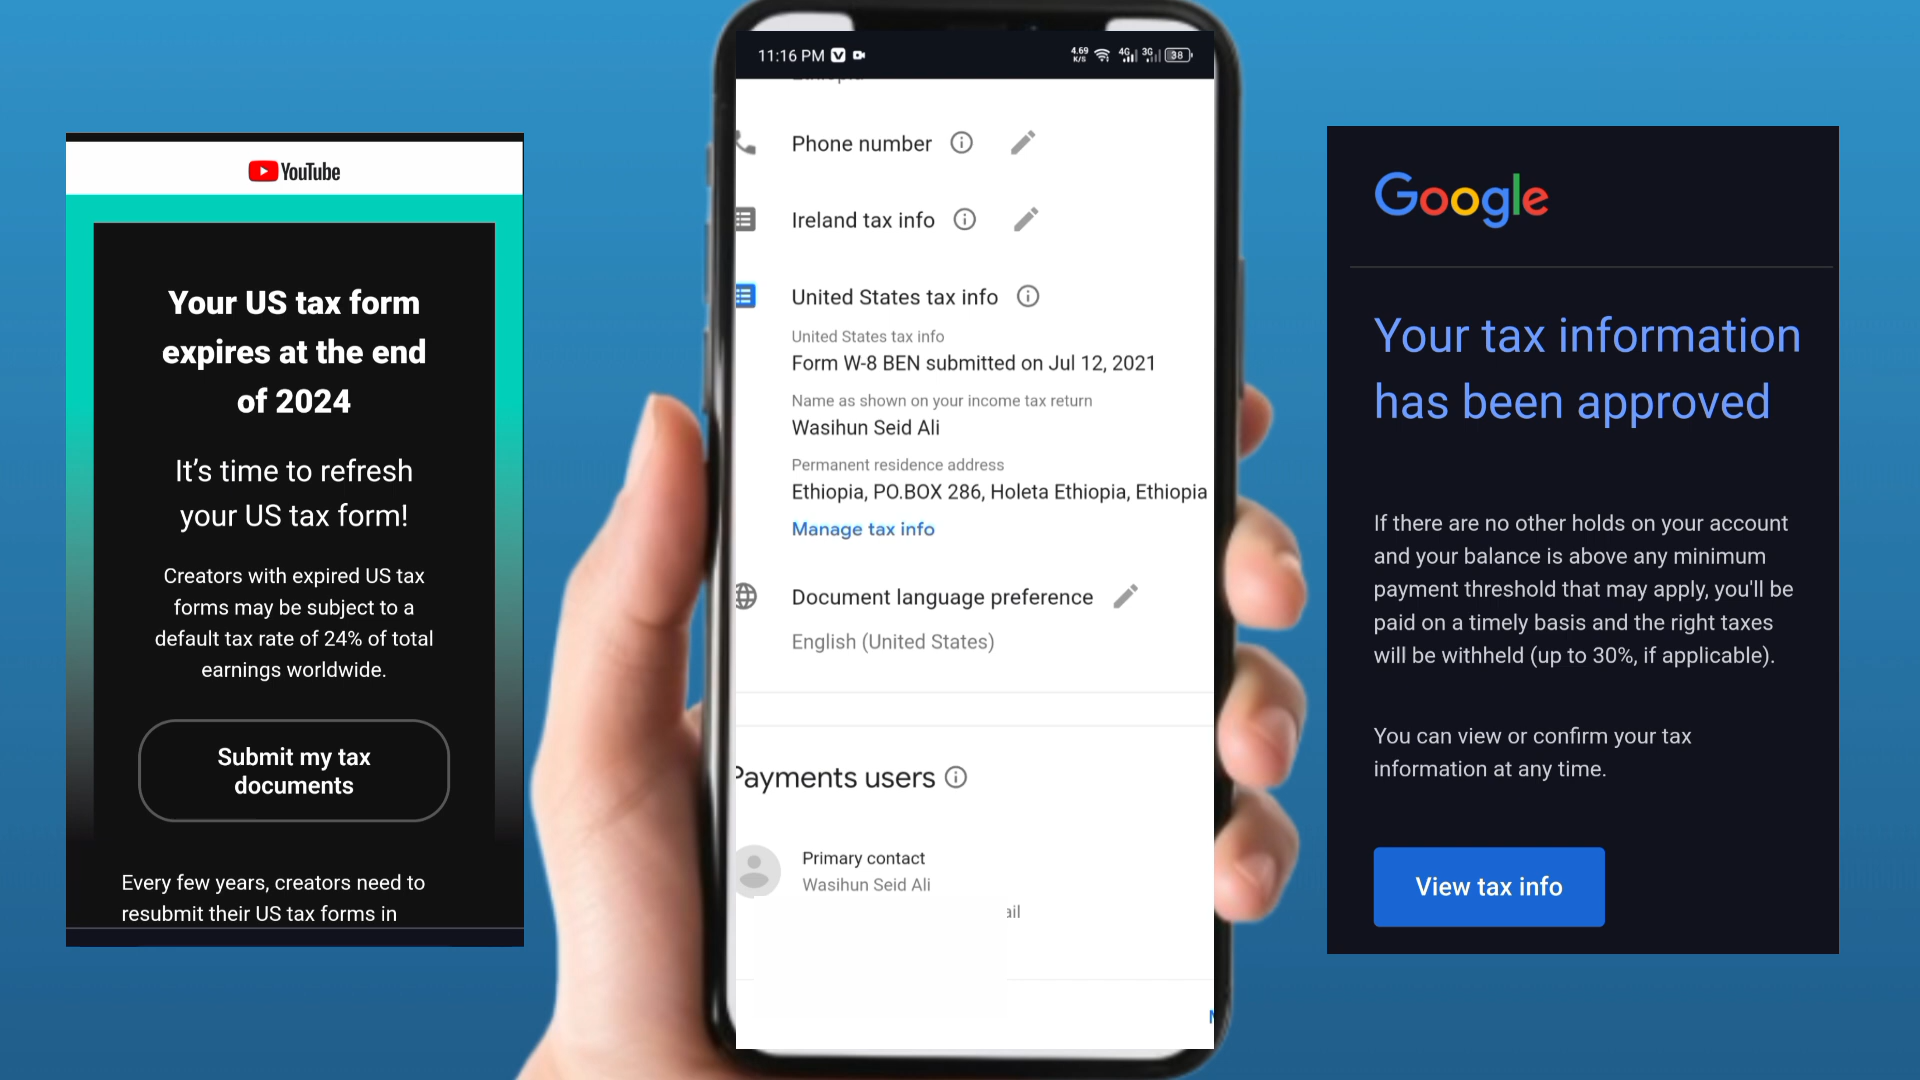 YouTube
Your US tax form
expires at the end
of 2024
It's time to refresh
your US tax form!
Creators with expired US tax
forms may be subject to a
default tax rate of 24% of total
earnings worldwide.
Submit my tax
documents
Every few years, creators need to
resubmit their US tax forms in
11:16 PM
4.69
K/S
4G
3G
38
Phone number
Ireland tax info
United States tax info
United States tax info
Form W-8 BEN submitted on Jul 12, 2021
Name as shown on your income tax return
Wasihun Seid Ali
Permanent residence address
Ethiopia, PO.BOX 286, Holeta Ethiopia, Ethiopia
Manage tax info
Document language preference
English (United States)
Payments users
Primary contact
Wasihun Seid Ali
ail
Google
Your tax information
has been approved
If there are no other holds on your account
and your balance is above any minimum
payment threshold that may apply, you'll be
paid on a timely basis and the right taxes
will be withheld (up to 30%, if applicable).
You can view or confirm your tax
information at any time.
View tax info